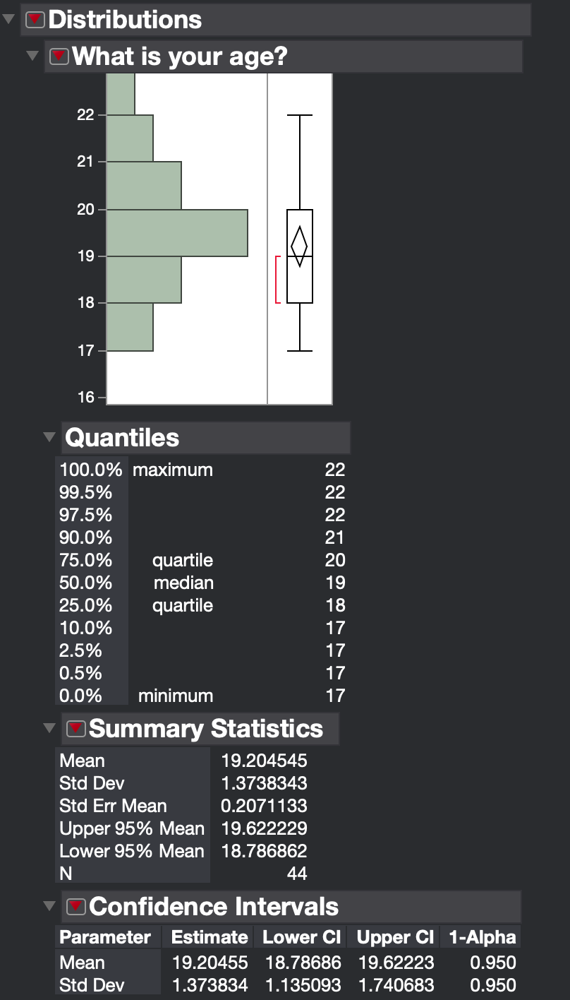 Distributions
What is your age?
22
21
20
19
18
17
16
Quantiles
100.0% maximum 22
99.5% 22
97.5% 22
90.0% 21
75.0% quartile 20
50.0% median 19
25.0% quartile 18
10.0% 17
2.5% 17
0.5% 17
0.0% minimum 17
Summary Statistics
Mean 19.204545
Std Dev 1.3738343
Std Err Mean 0.2071133
Upper 95% Mean 19.622229
Lower 95% Mean 18.786862
N 44
Confidence Intervals
Parameter Estimate Lower CI Upper CI 1-Alpha
Mean 19.20455 18.78686 19.62223 0.950
Std Dev 1.373834 1.135093 1.740683 0.950